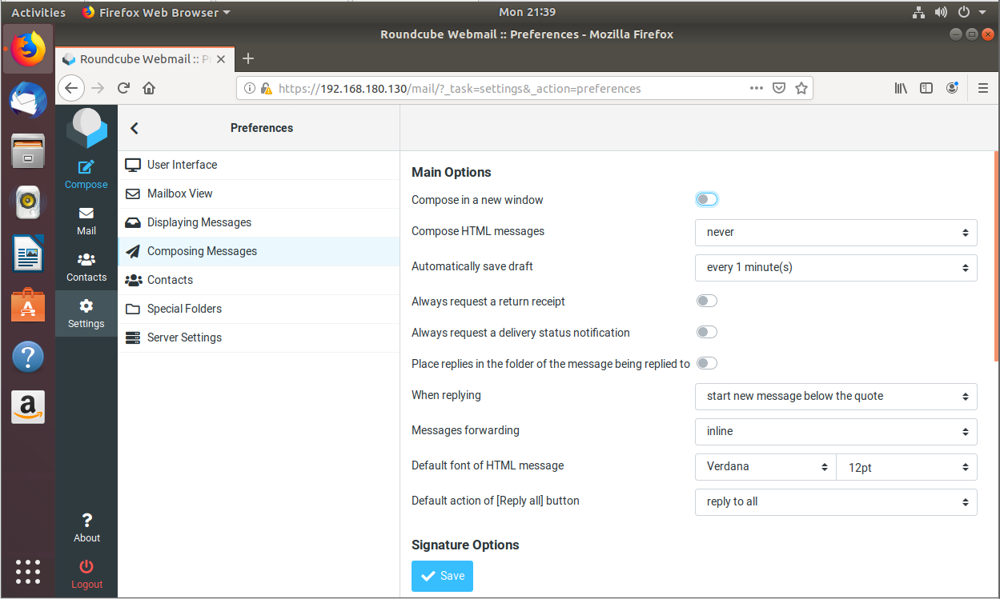 Activities Firefox Web Browser Mon 21:39
Roundcube Webmail :: Preferences - Mozilla Firefox
Roundcube Webmail :: Pr
https://192.168.180.130/mail/?_task=settings&_action=preferences
Compose
Mail
Contacts
Settings
About
Logout
Preferences
User Interface
Mailbox View
Displaying Messages
Composing Messages
Contacts
Special Folders
Server Settings
Main Options
Compose in a new window
Compose HTML messages never
Automatically save draft every 1 minute(s)
Always request a return receipt
Always request a delivery status notification
Place replies in the folder of the message being replied to
When replying start new message below the quote
Messages forwarding inline
Default font of HTML message Verdana 12pt
Default action of [Reply all] button reply to all
Signature Options
Save